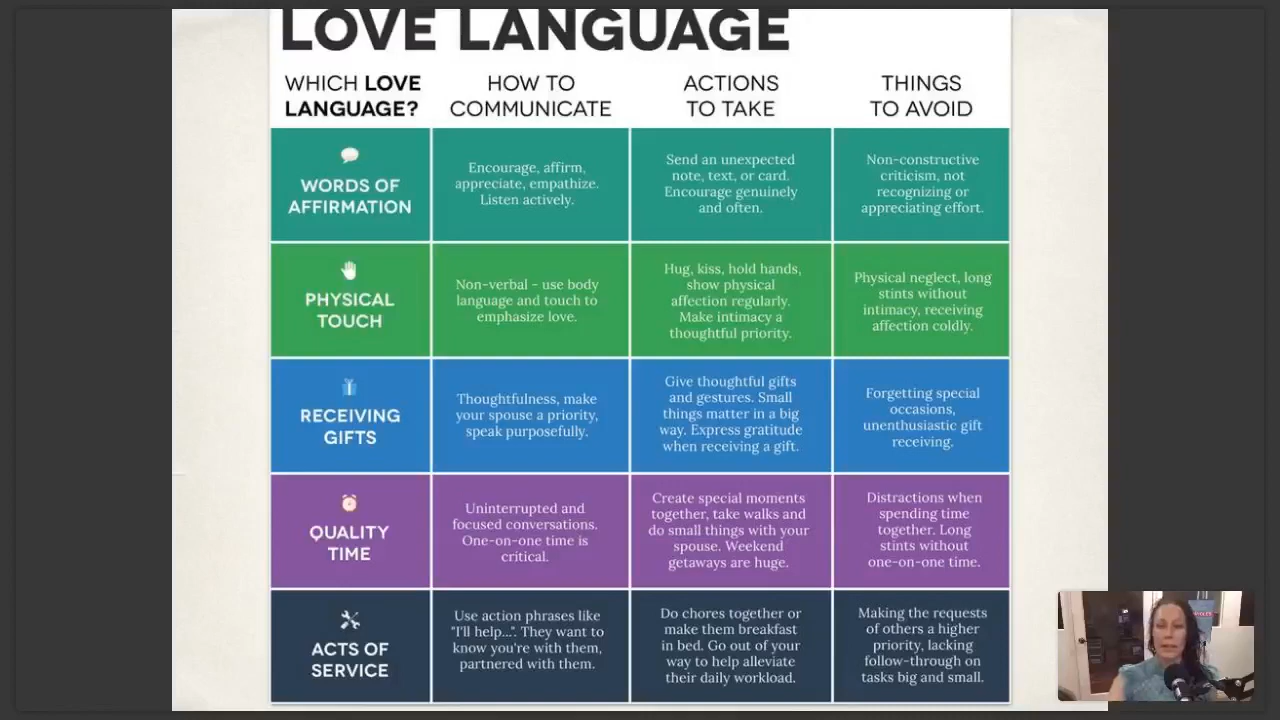 LOVE LANGUAGE
WHICH LOVE
LANGUAGE?
HOW TO
COMMUNICATE
ACTIONS
TO TAKE
THINGS
TO AVOID
WORDS OF
AFFIRMATION
Encourage, affirm,
appreciate, empathize.
Listen actively.
Send an unexpected
note, text, or card.
Encourage genuinely
and often.
Non-constructive
criticism, not
recognizing or
appreciating effort.
PHYSICAL
TOUCH
Non-verbal - use body
language and touch to
emphasize love.
Hug, kiss, hold hands,
show physical
affection regularly.
Make intimacy a
thoughtful priority.
Physical neglect, long
stints without
intimacy, receiving
affection coldly.
RECEIVING
GIFTS
Thoughtfulness, make
your spouse a priority,
speak purposefully.
Give thoughtful gifts
and gestures. Small
things matter in a big
way. Express gratitude
when receiving a gift.
Forgetting special
occasions,
unenthusiastic gift
receiving.
QUALITY
TIME
Uninterrupted and
focused conversations.
One-on-one time is
critical.
Create special moments
together, take walks and
do small things with your
spouse. Weekend
getaways are huge.
Distractions when
spending time
together. Long
stints without
one-on-one time.
ACTS OF
SERVICE
Use action phrases like
"I'll help...". They want to
know you're with them,
partnered with them.
Do chores together or
make them breakfast
in bed. Go out of your
way to help alleviate
their daily workload.
Making the requests
of others a higher
priority, lacking
follow-through on
tasks big and small.